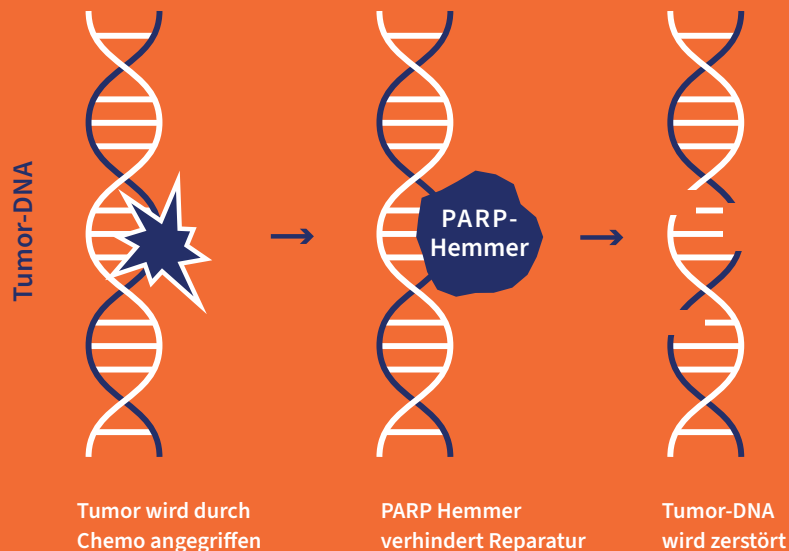 Tumor-DNA
PARP-
Hemmer
Tumor wird durch
Chemo angegriffen
PARP Hemmer
verhindert Reparatur
Tumor-DNA
wird zerstört